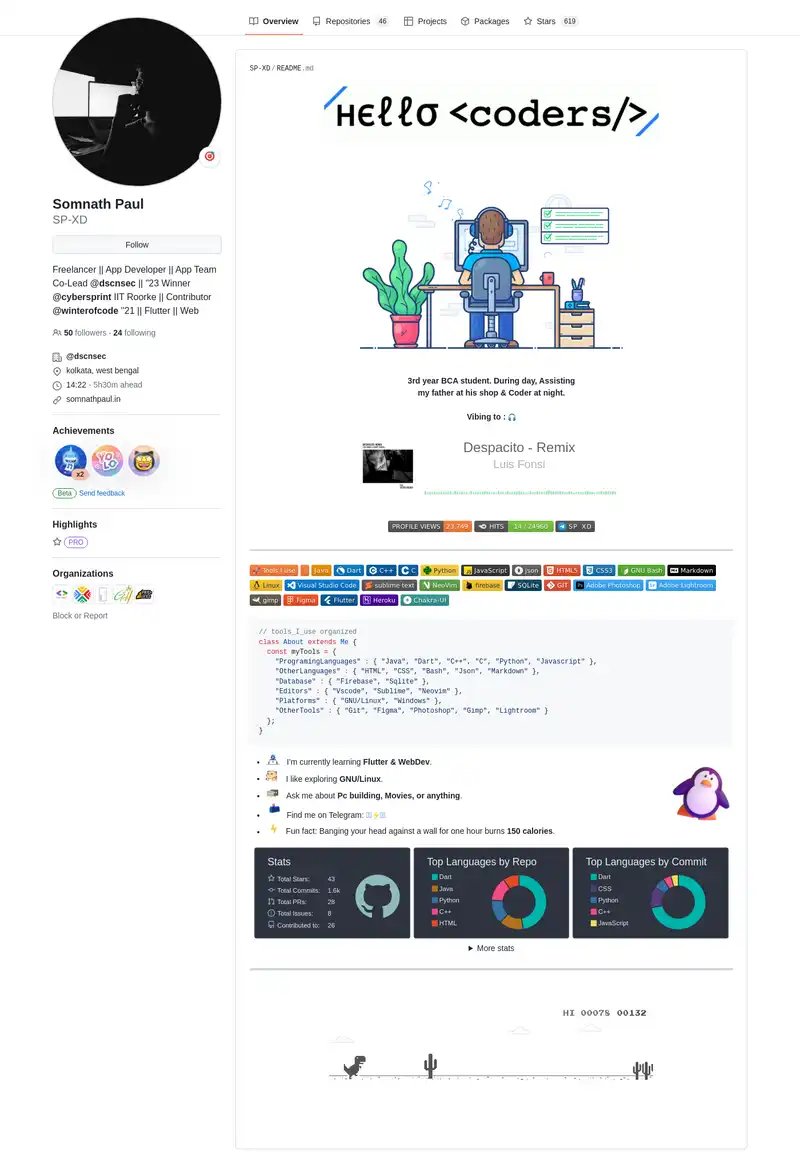 Overview
Repositories 46
Projects
Packages
Stars 619
Somnath Paul
SP-XD
Follow
Freelancer || App Developer || App Team
Co-Lead @dscnsec || "23 Winner
@cybersprint IIT Roorke || Contributor
@winterofcode "21 || Flutter || Web
50 followers · 24 following
@dscnsec
kolkata, west bengal
14:22 - 5h30m ahead
somnathpaul.in
Achievements
x2
Beta Send feedback
Highlights
PRO
Organizations
Block or Report
SP-XD/README.md
Hєℓℓσ <coders/>
3rd year BCA student. During day, Assisting
my father at his shop & Coder at night.
Vibing to :
Despacito - Remix
Luis Fonsi
PROFILE VIEWS 23,749 HITS 14 / 24960 SP_XD
Tools I use Java Dart C++ C Python JavaScript Json HTML5 CSS3 GNU Bash Markdown
Linux Visual Studio Code sublime text NeoVim firebase SQLite GIT Adobe Photoshop Adobe Lightroom
gimp Figma Flutter Heroku Chakra-UI
// tools_I_use organized
class About extends Me {
const myTools = {
"ProgramingLanguages" : { "Java", "Dart", "C++", "C", "Python", "Javascript" },
"OtherLanguages" : { "HTML", "CSS", "Bash", "Json", "Markdown" },
"Database" : { "Firebase", "Sqlite" },
"Editors" : { "Vscode", "Sublime", "Neovim" },
"Platforms" : { "GNU/Linux", "Windows" },
"OtherTools" : { "Git", "Figma", "Photoshop", "Gimp", "Lightroom" }
};
}
I'm currently learning Flutter & WebDev.
I like exploring GNU/Linux.
Ask me about Pc building, Movies, or anything.
Find me on Telegram:
Fun fact: Banging your head against a wall for one hour burns 150 calories.
Stats
Total Stars: 43
Total Commits: 1.6k
Total PRs: 28
Total Issues: 8
Contributed to: 26
Top Languages by Repo
Dart
Java
Python
C++
HTML
Top Languages by Commit
Dart
CSS
Python
C++
JavaScript
More stats
HI 00078 00132